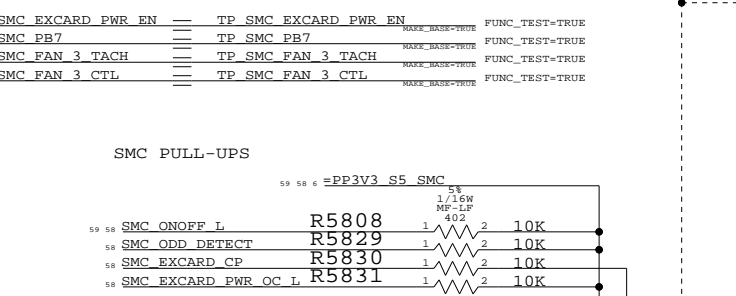 SMC_EXCARD_PWR_EN TP_SMC_EXCARD_PWR_EN MAKE_BASE=TRUE FUNC_TEST=TRUE
SMC_PB7 TP_SMC_PB7 MAKE_BASE=TRUE FUNC_TEST=TRUE
SMC_FAN_3_TACH TP_SMC_FAN_3_TACH MAKE_BASE=TRUE FUNC_TEST=TRUE
SMC_FAN_3_CTL TP_SMC_FAN_3_CTL MAKE_BASE=TRUE FUNC_TEST=TRUE
SMC PULL-UPS
59 58 6 =PP3V3_S5_SMC
5%
1/16W
MF-LF
402
59 58 SMC_ONOFF_L R5808 1 2 10K
58 SMC_ODD_DETECT R5829 1 2 10K
58 SMC_EXCARD_CP R5830 1 2 10K
58 SMC_EXCARD_PWR_OC_L R5831 1 2 10K